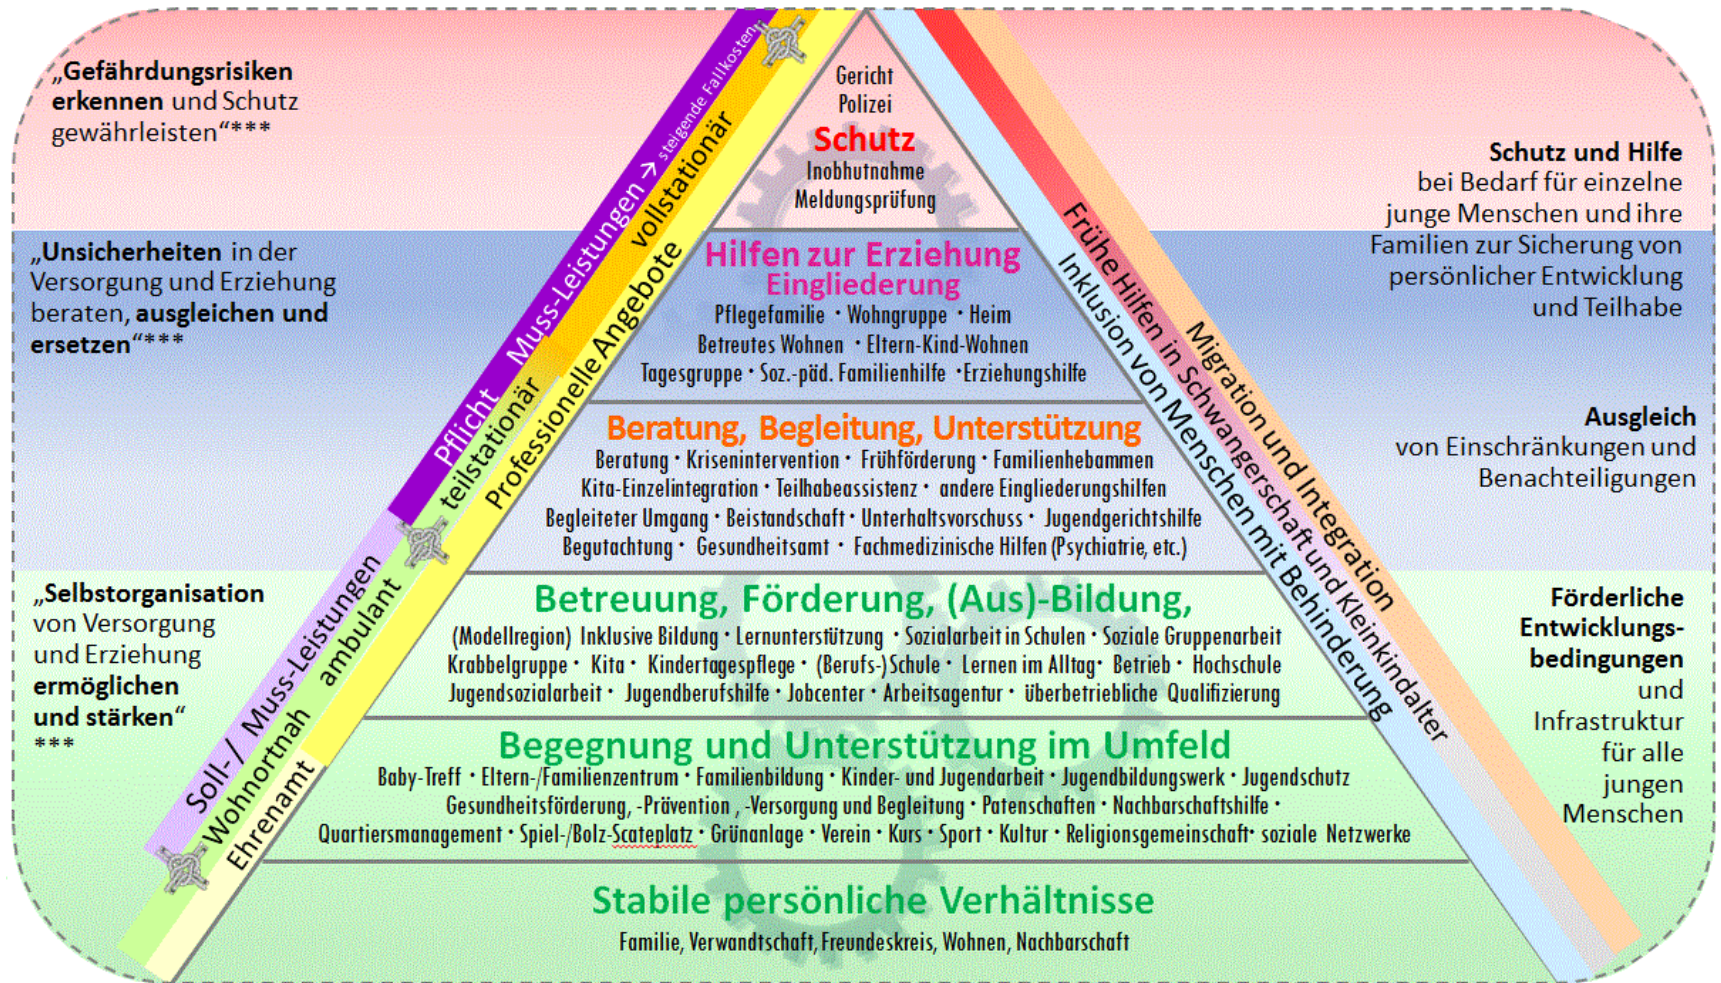 „Gefährdungsrisiken
erkennen und Schutz
gewährleisten“***
„Unsicherheiten in der
Versorgung und Erziehung
beraten, ausgleichen und
ersetzen“***
„Selbstorganisation
von Versorgung
und Erziehung
ermöglichen
und stärken“
***
Pflicht Muss-Leistungen → steigende Fallkosten
Soll- / Muss-Leistungen
vollstationär
teilstationär
ambulant
Wohnortnah
Professionelle Angebote
Ehrenamt
Gericht
Polizei
Schutz
Inobhutnahme
Meldungsprüfung
Hilfen zur Erziehung
Eingliederung
Pflegefamilie • Wohngruppe • Heim
Betreutes Wohnen • Eltern-Kind-Wohnen
Tagesgruppe • Soz.-päd. Familienhilfe •Erziehungshilfe
Beratung, Begleitung, Unterstützung
Beratung • Krisenintervention • Frühförderung • Familienhebammen
Kita-Einzelintegration • Teilhabeassistenz • andere Eingliederungshilfen
Begleiteter Umgang • Beistandschaft • Unterhaltsvorschuss • Jugendgerichtshilfe
Begutachtung • Gesundheitsamt • Fachmedizinische Hilfen (Psychiatrie, etc.)
Betreuung, Förderung, (Aus)-Bildung,
(Modellregion) Inklusive Bildung • Lernunterstützung • Sozialarbeit in Schulen • Soziale Gruppenarbeit
Krabbelgruppe • Kita • Kindertagespflege • (Berufs-)Schule • Lernen im Alltag• Betrieb • Hochschule
Jugendsozialarbeit • Jugendberufshilfe • Jobcenter • Arbeitsagentur • überbetriebliche Qualifizierung
Begegnung und Unterstützung im Umfeld
Baby-Treff • Eltern-/Familienzentrum • Familienbildung • Kinder- und Jugendarbeit • Jugendbildungswerk • Jugendschutz
Gesundheitsförderung, -Prävention , -Versorgung und Begleitung • Patenschaften • Nachbarschaftshilfe •
Quartiersmanagement • Spiel-/Bolz-Scateplatz • Grünanlage • Verein • Kurs • Sport • Kultur • Religionsgemeinschaft• soziale Netzwerke
Stabile persönliche Verhältnisse
Familie, Verwandtschaft, Freundeskreis, Wohnen, Nachbarschaft
Inklusion von Menschen mit Behinderung
Frühe Hilfen in Schwangerschaft und Kleinkindalter
Migration und Integration
Schutz und Hilfe
bei Bedarf für einzelne
junge Menschen und ihre
Familien zur Sicherung von
persönlicher Entwicklung
und Teilhabe
Ausgleich
von Einschränkungen und
Benachteiligungen
Förderliche
Entwicklungs-
bedingungen
und
Infrastruktur
für alle
jungen
Menschen